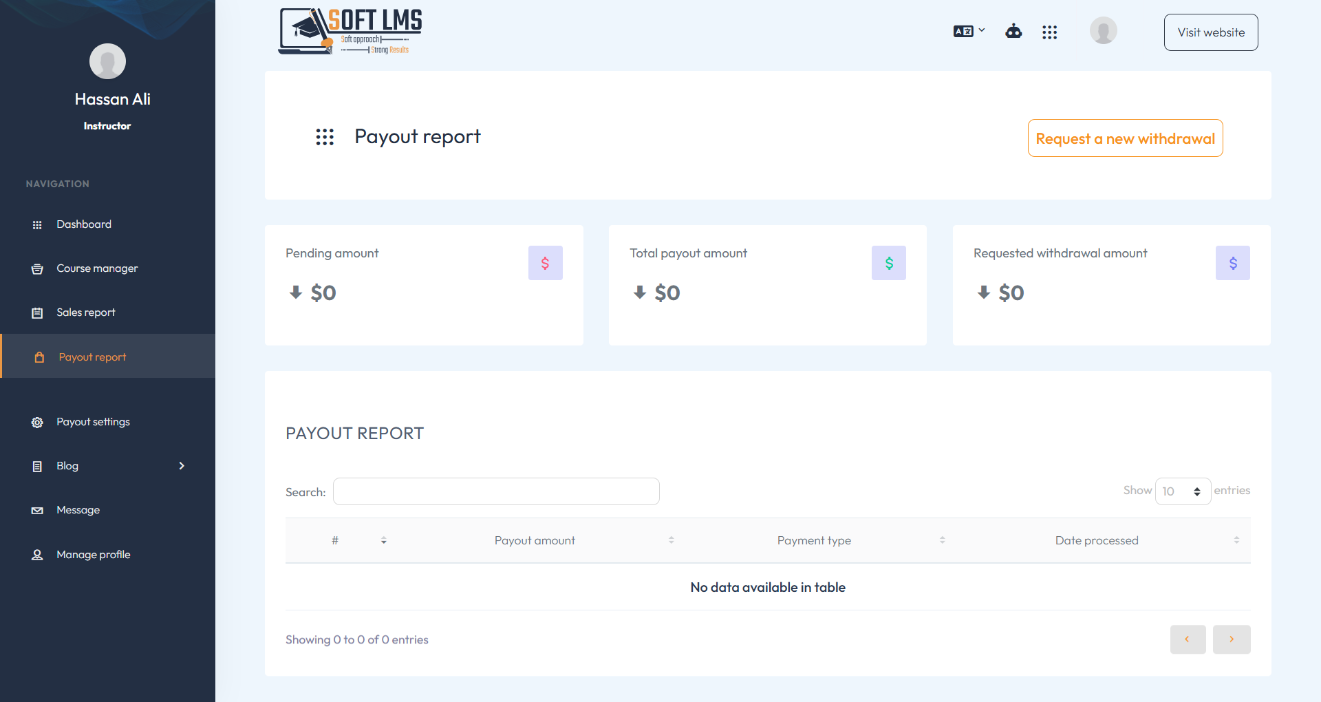 SOFT LMS
Soft approach
Strong Results
Visit website
Hassan Ali
Instructor
NAVIGATION
Dashboard
Course manager
Sales report
Payout report
Payout settings
Blog
Message
Manage profile
Payout report
Request a new withdrawal
Pending amount
$
$0
Total payout amount
$
$0
Requested withdrawal amount
$
$0
PAYOUT REPORT
Search:
Show 10 entries
# Payout amount Payment type Date processed
No data available in table
Showing 0 to 0 of 0 entries